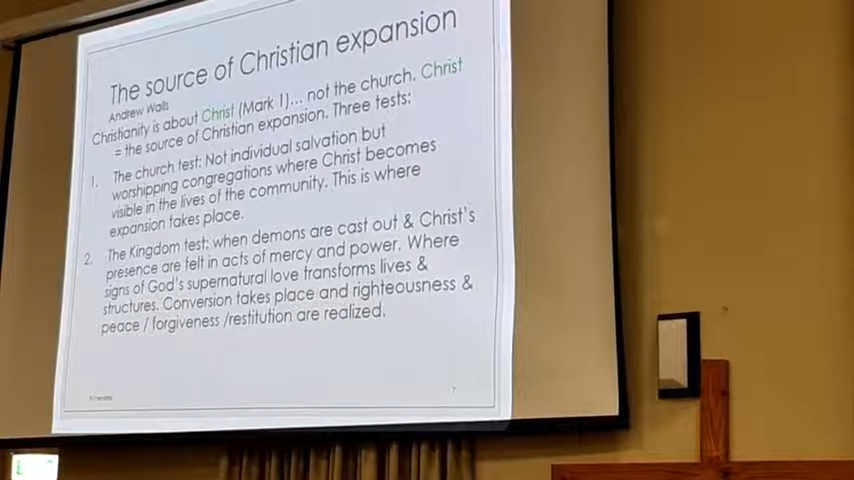 The source of Christian expansion
Andrew Walls
Christianity is about Christ (Mark 1)... not the church. Christ
= the source of Christian expansion. Three tests:
1. The church test: Not individual salvation but
worshipping congregations where Christ becomes
visible in the lives of the community. This is where
expansion takes place.
2. The Kingdom test: when demons are cast out & Christ's
presence are felt in acts of mercy and power. Where
signs of God's supernatural love transforms lives &
structures. Conversion takes place and righteousness &
peace / forgiveness /restitution are realized.
7